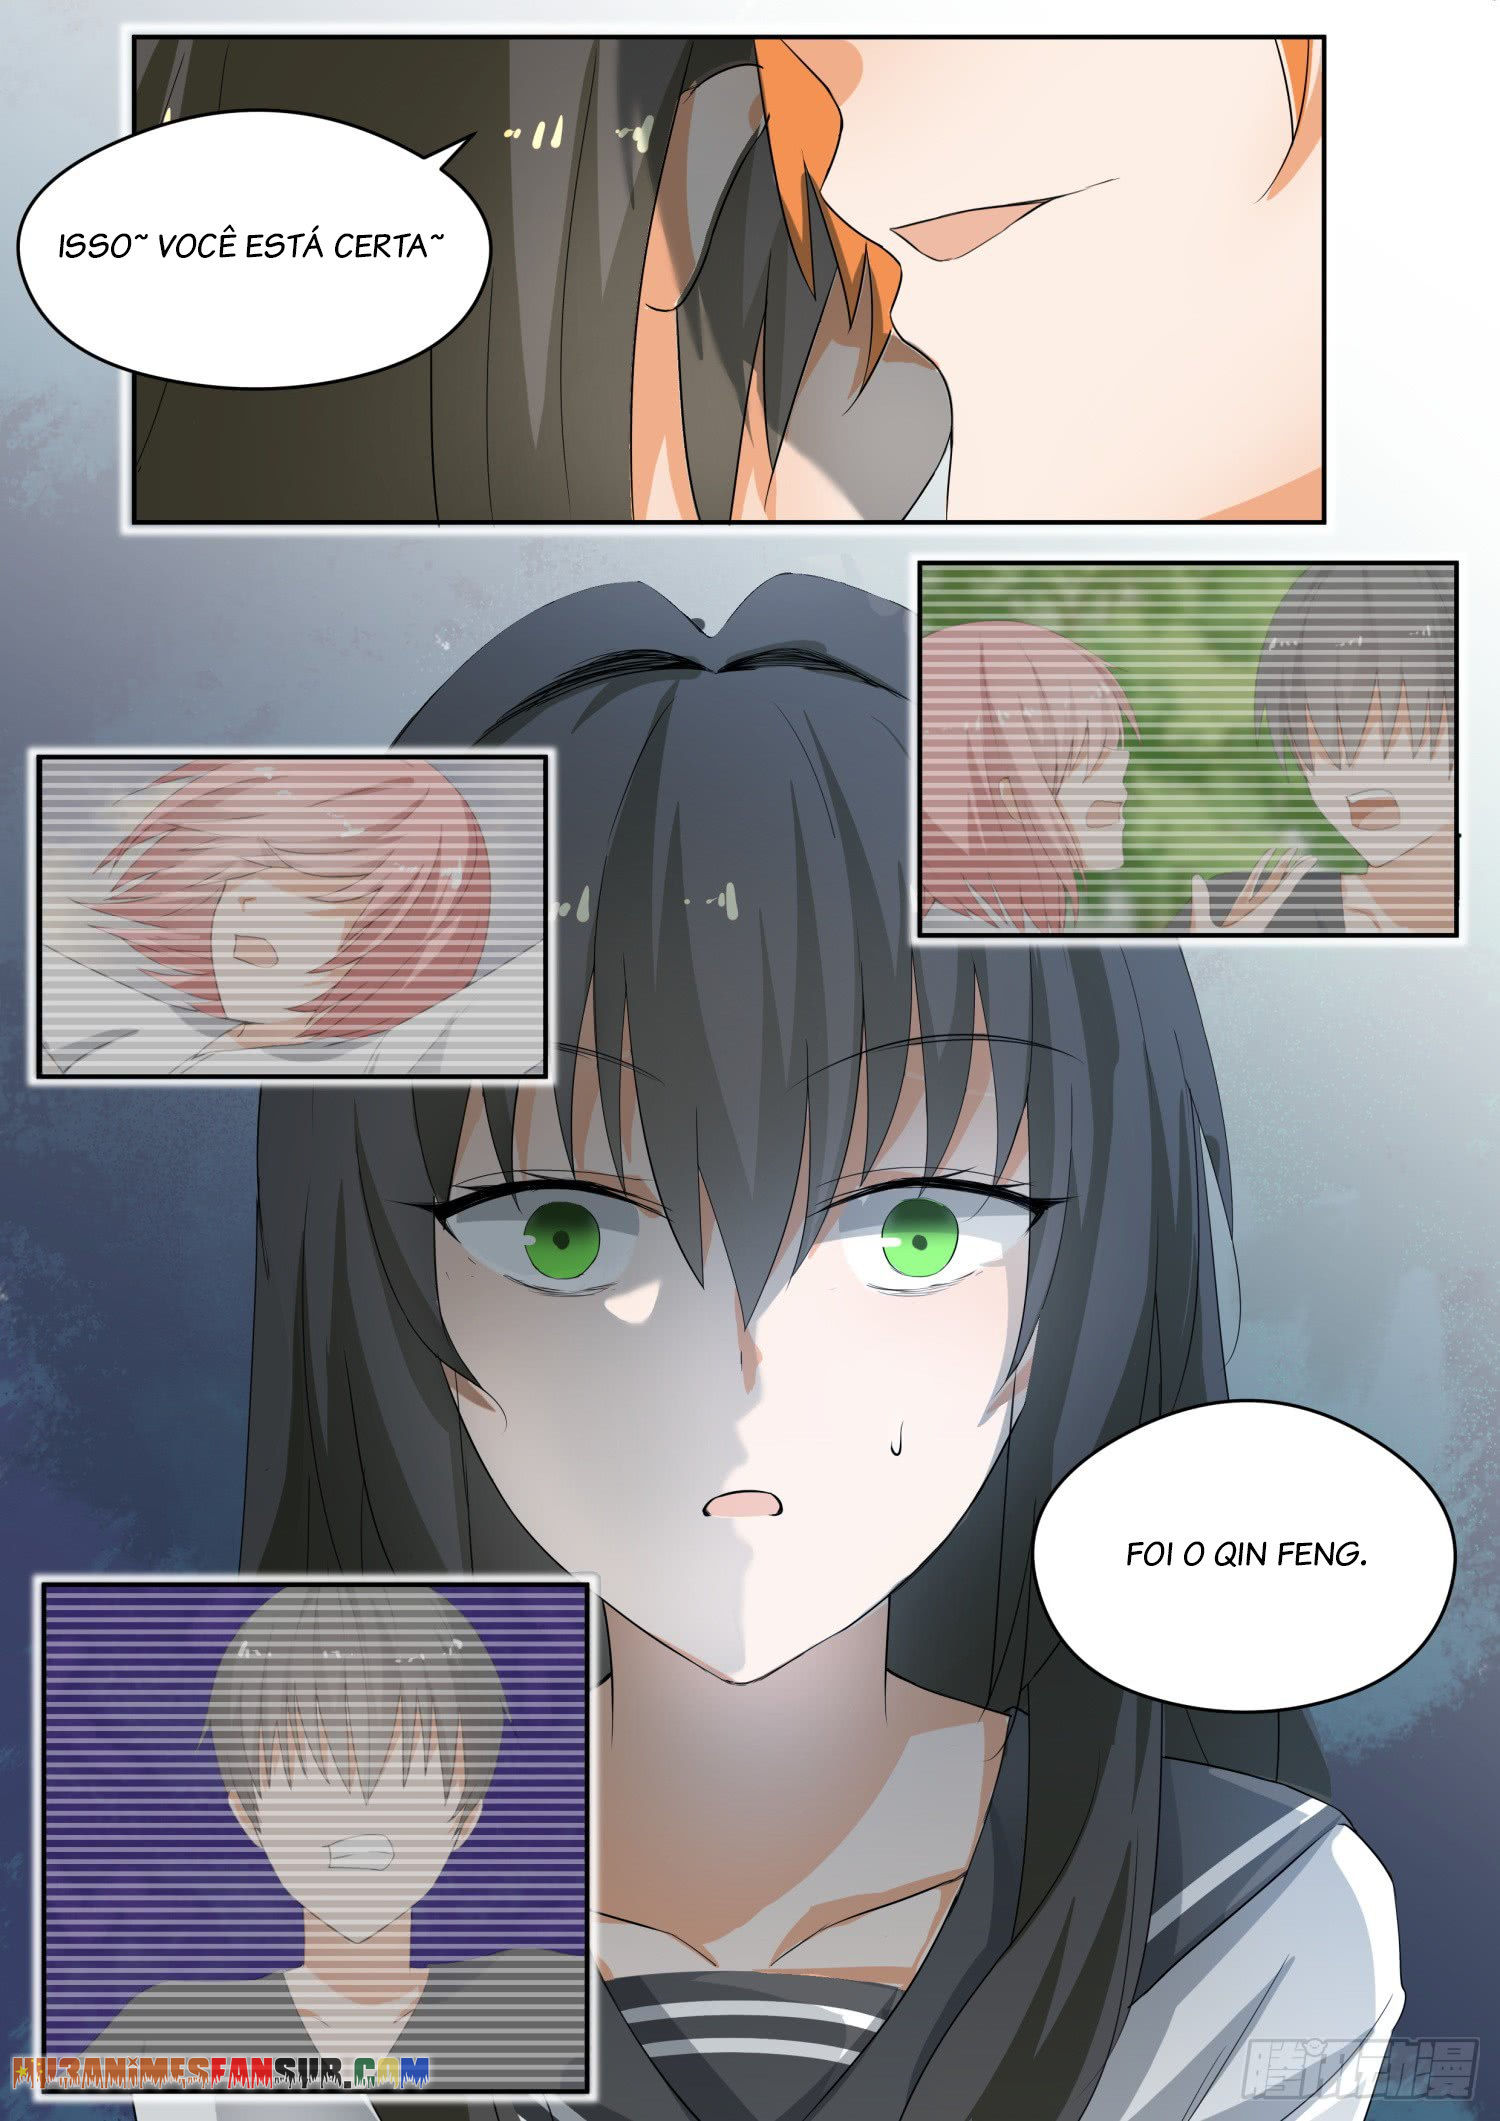 ISSO~ VOCÊ ESTÁ CERTA~
FOI O QIN FENG.
HU3ANIMESFANSUB.COM
腾讯动漫